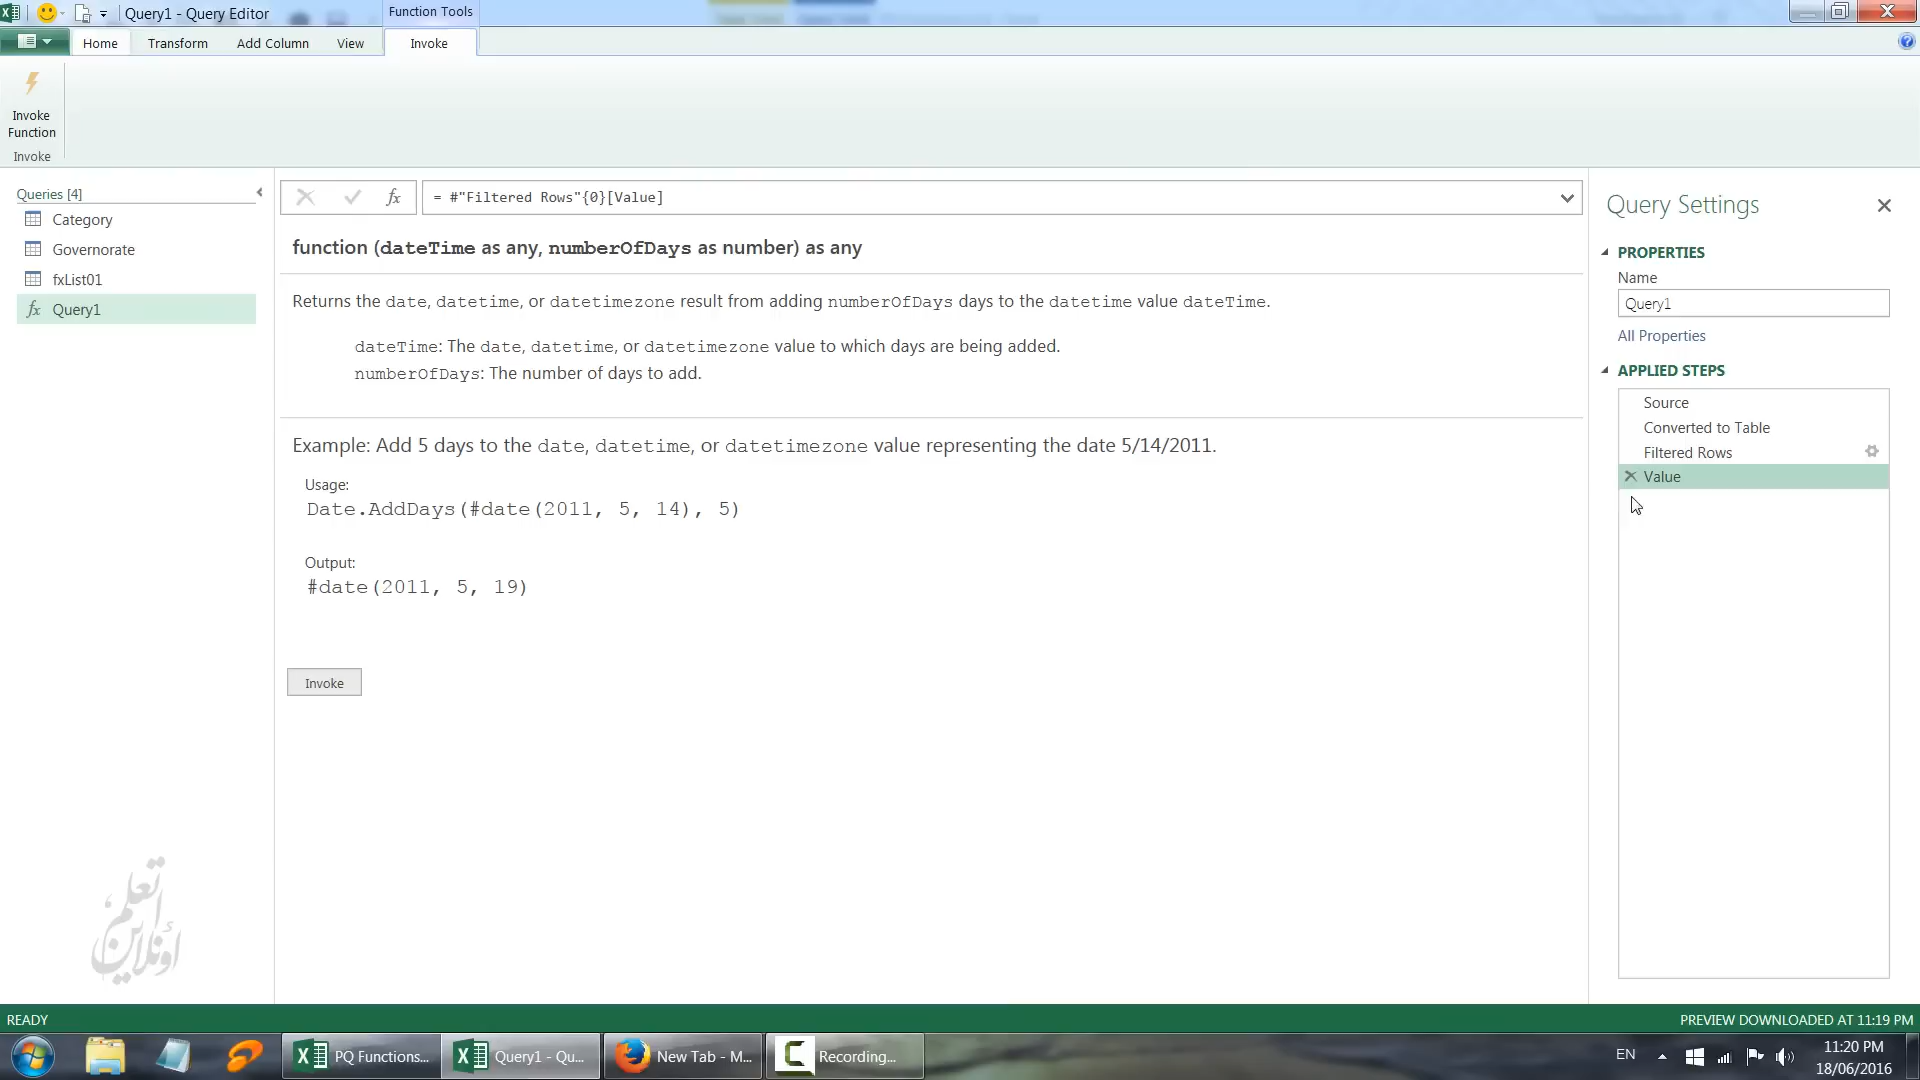 Query1 - Query Editor
Function Tools
Home
Transform
Add Column
View
Invoke
Invoke
Function
Invoke
Queries [4]
Category
Governorate
fxList01
fx Query1
fx
= #"Filtered Rows"{0}[Value]
function (dateTime as any, numberOfDays as number) as any
Returns the date, datetime, or datetimezone result from adding numberOfDays days to the datetime value dateTime.
dateTime: The date, datetime, or datetimezone value to which days are being added.
numberOfDays: The number of days to add.
Example: Add 5 days to the date, datetime, or datetimezone value representing the date 5/14/2011.
Usage:
Date.AddDays(#date(2011, 5, 14), 5)
Output:
#date(2011, 5, 19)
Invoke
Query Settings
PROPERTIES
Name
Query1
All Properties
APPLIED STEPS
Source
Converted to Table
Filtered Rows
Value
أتعلم
أونلاين
READY
PREVIEW DOWNLOADED AT 11:19 PM
PQ Functions...
Query1 - Qu...
New Tab - M...
Recording...
EN
11:20 PM
18/06/2016